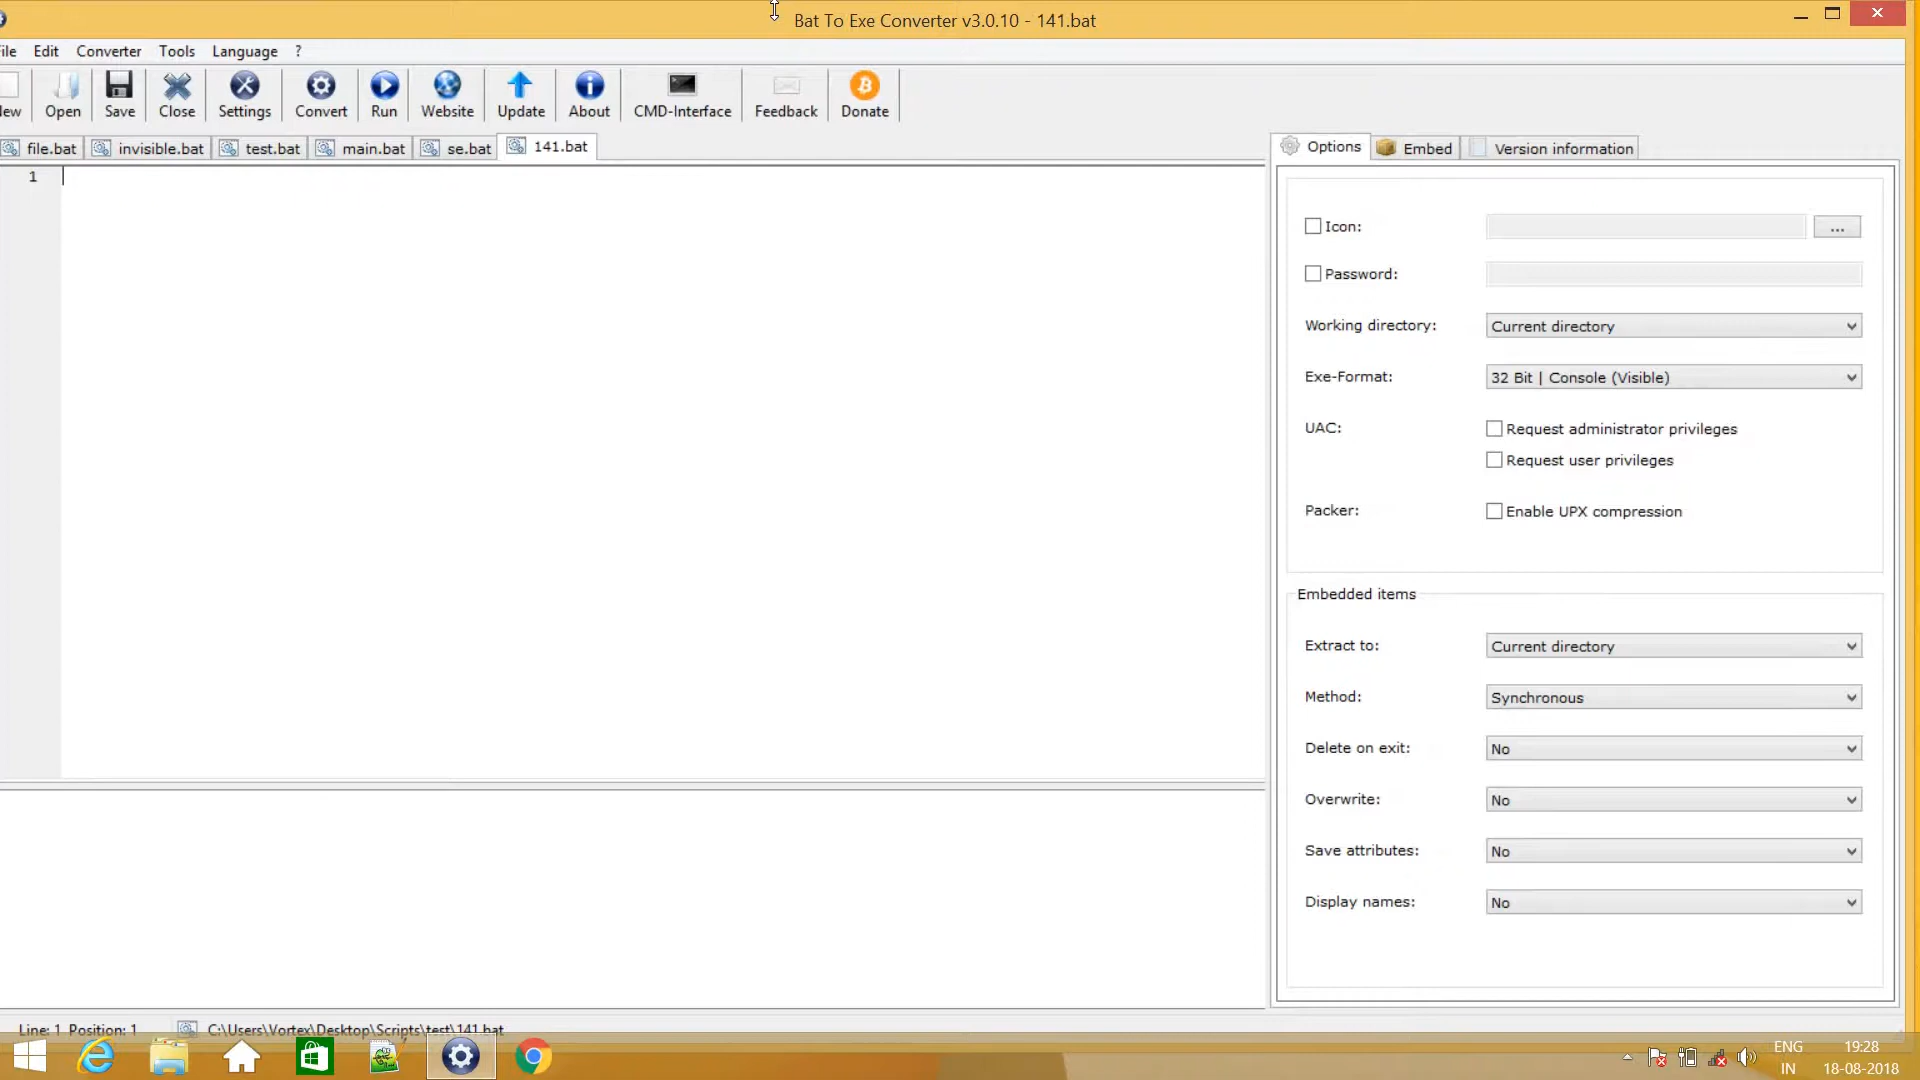 Bat To Exe Converter v3.0.10 - 141.bat
ile Edit Converter Tools Language ?
ew Open Save Close Settings Convert Run Website Update About CMD-Interface Feedback Donate
file.bat invisible.bat test.bat main.bat se.bat 141.bat
Options Embed Version information
1
Icon: ...
Password:
Working directory: Current directory
Exe-Format: 32 Bit | Console (Visible)
UAC: Request administrator privileges
Request user privileges
Packer: Enable UPX compression
Embedded items
Extract to: Current directory
Method: Synchronous
Delete on exit: No
Overwrite: No
Save attributes: No
Display names: No
Line: 1 Position: 1 C:\Users\Vortex\Desktop\Scripts\test\141.bat
ENG 19:28
IN 18-08-2018